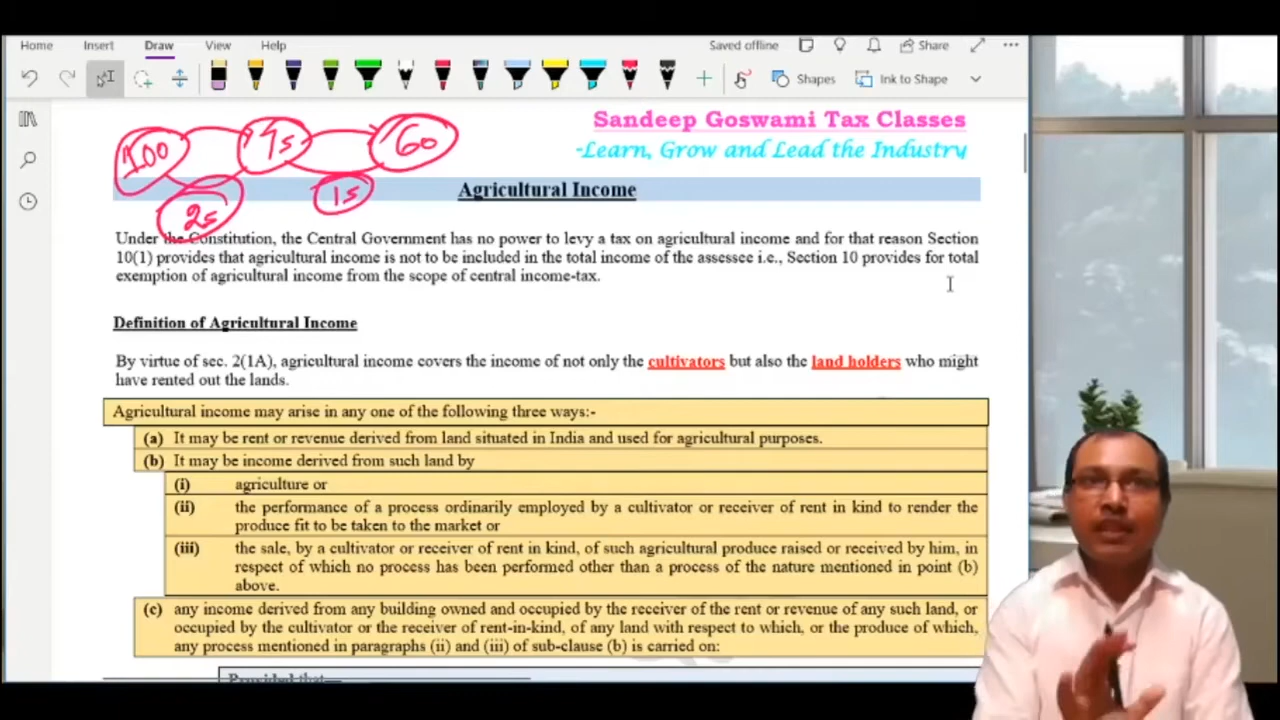 Home Insert Draw View Help Saved offline Share
Shapes Ink to Shape
100 75 60 Sandeep Goswami Tax Classes
-Learn, Grow and Lead the Industry
25 15 Agricultural Income
Under the Constitution, the Central Government has no power to levy a tax on agricultural income and for that reason Section
10(1) provides that agricultural income is not to be included in the total income of the assessee i.e., Section 10 provides for total
exemption of agricultural income from the scope of central income-tax.
Definition of Agricultural Income
By virtue of sec. 2(1A), agricultural income covers the income of not only the cultivators but also the land holders who might
have rented out the lands.
Agricultural income may arise in any one of the following three ways:-
(a) It may be rent or revenue derived from land situated in India and used for agricultural purposes.
(b) It may be income derived from such land by
(i) agriculture or
(ii) the performance of a process ordinarily employed by a cultivator or receiver of rent in kind to render the
produce fit to be taken to the market or
(iii) the sale, by a cultivator or receiver of rent in kind, of such agricultural produce raised or received by him, in
respect of which no process has been performed other than a process of the nature mentioned in point (b)
above.
(c) any income derived from any building owned and occupied by the receiver of the rent or revenue of any such land, or
occupied by the cultivator or the receiver of rent-in-kind, of any land with respect to which, or the produce of which,
any process mentioned in paragraphs (ii) and (iii) of sub-clause (b) is carried on:
Provided that—